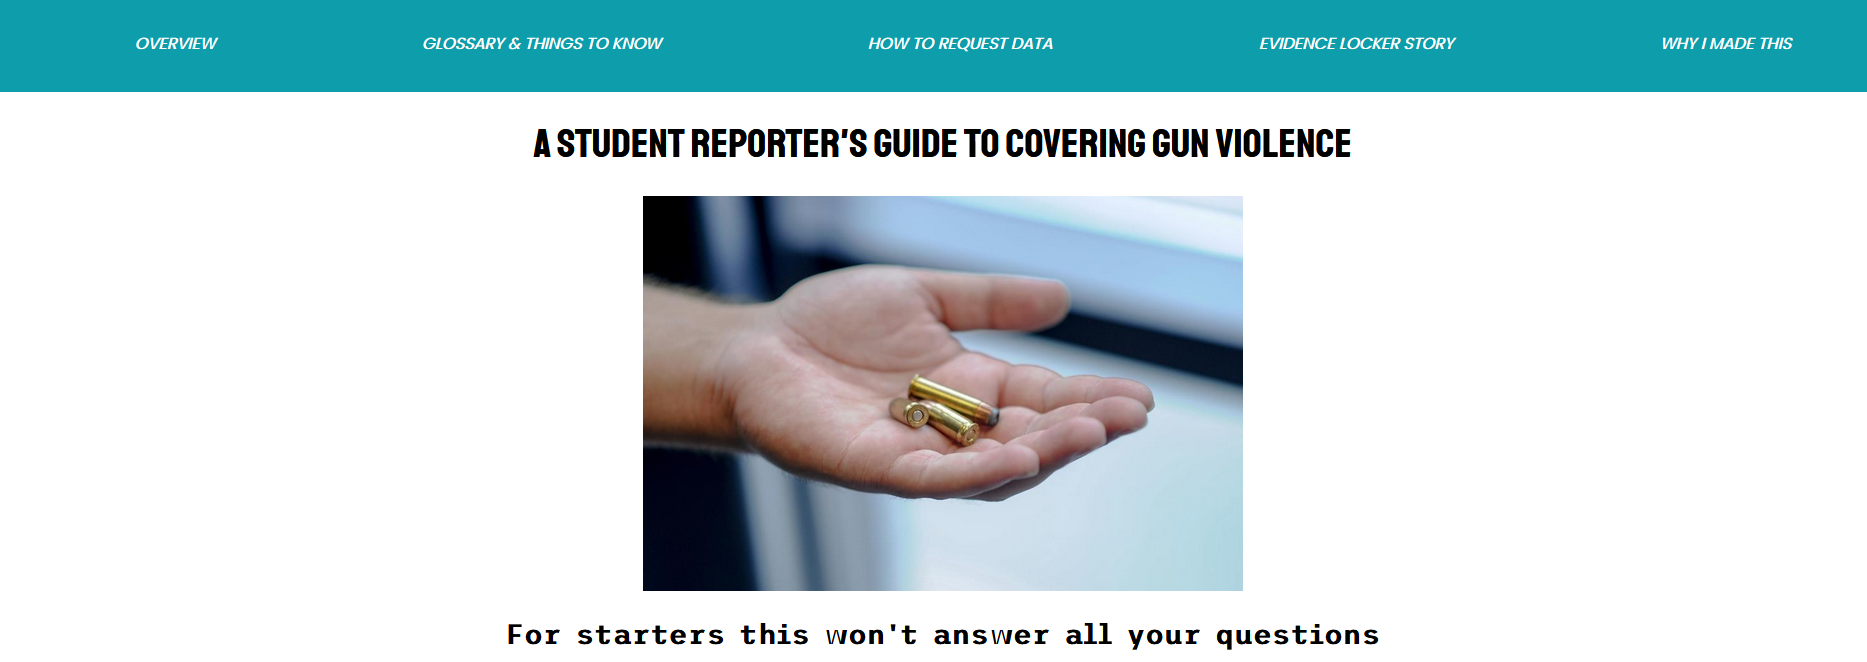 OVERVIEW
GLOSSARY & THINGS TO KNOW
HOW TO REQUEST DATA
EVIDENCE LOCKER STORY
WHY I MADE THIS
A STUDENT REPORTER'S GUIDE TO COVERING GUN VIOLENCE
For starters this won't answer all your questions